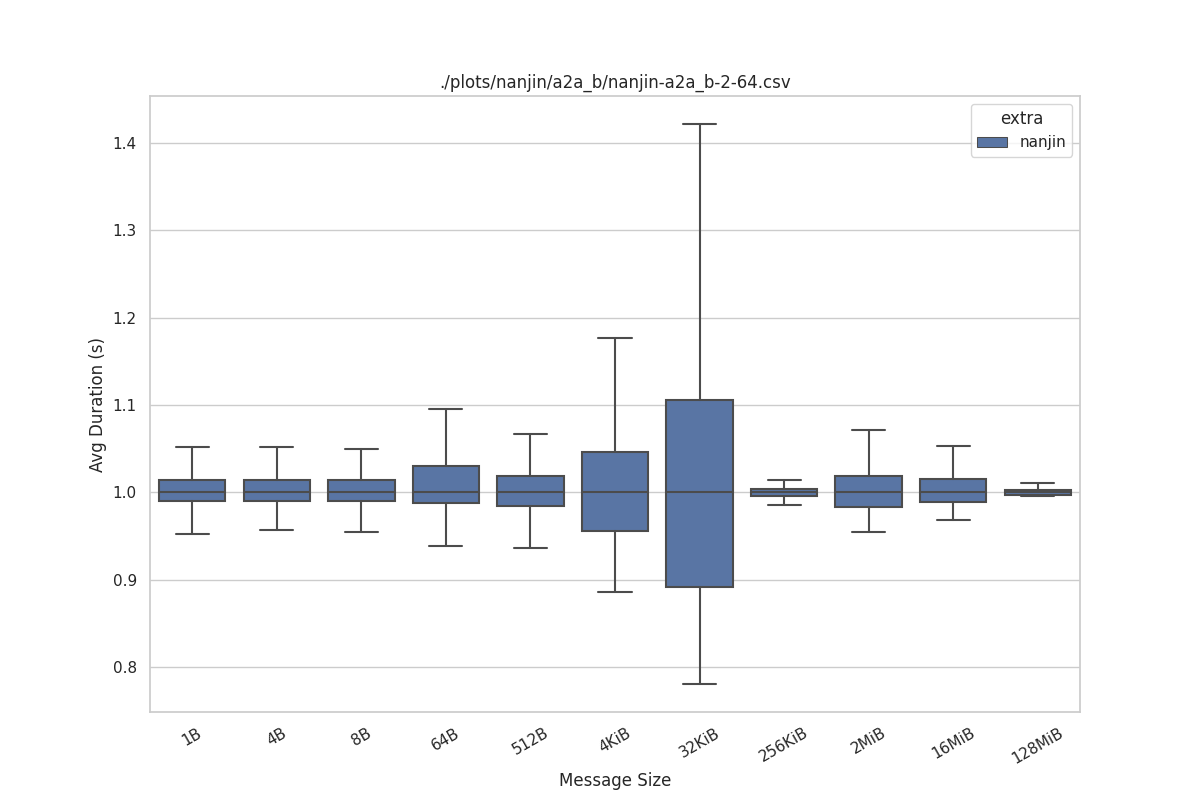 ./plots/nanjin/a2a_b/nanjin-a2a_b-2-64.csv
extra
nanjin
1.4
1.3
1.2
1.1
1.0
0.9
0.8
Avg Duration (s)
1B
4B
8B
64B
512B
4KiB
32KiB
256KiB
2MiB
16MiB
128MiB
Message Size